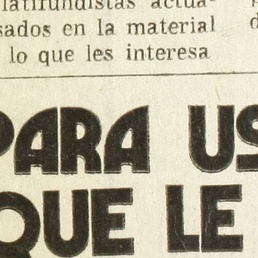 latifundistas actua-
sados en la material
lo que les interesa
PARA US
QUE LE